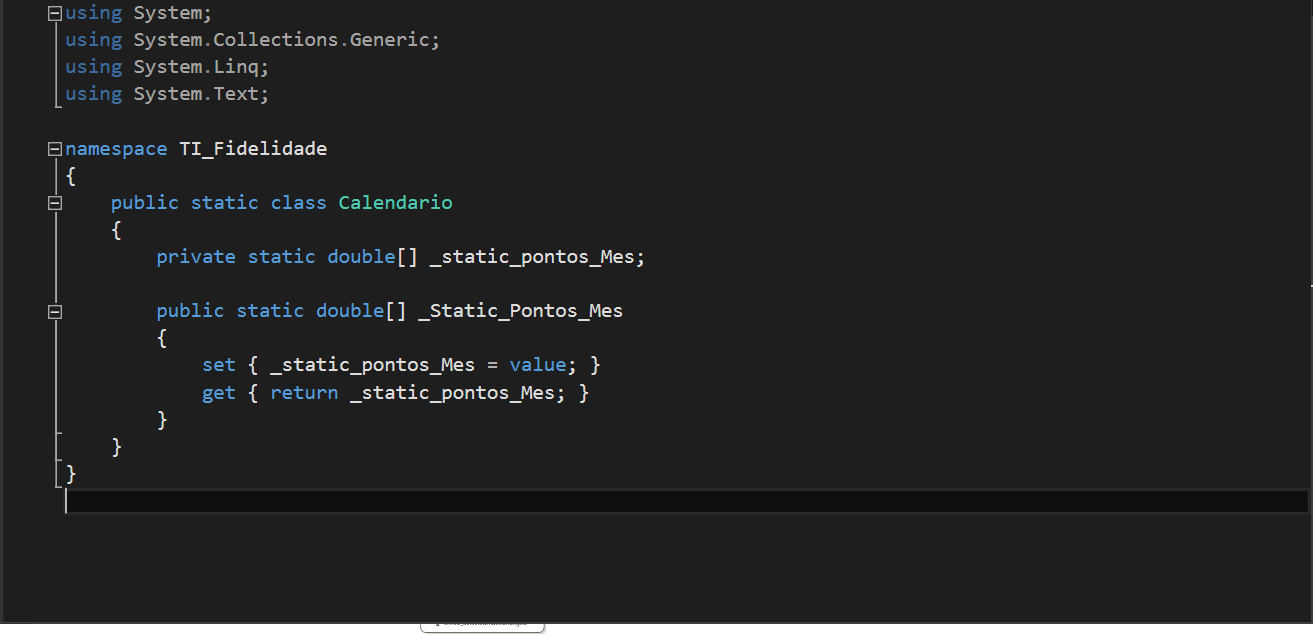 using System;
using System.Collections.Generic;
using System.Linq;
using System.Text;
namespace TI_Fidelidade
{
public static class Calendario
{
private static double[] _static_pontos_Mes;
public static double[] _Static_Pontos_Mes
{
set { _static_pontos_Mes = value; }
get { return _static_pontos_Mes; }
}
}
}